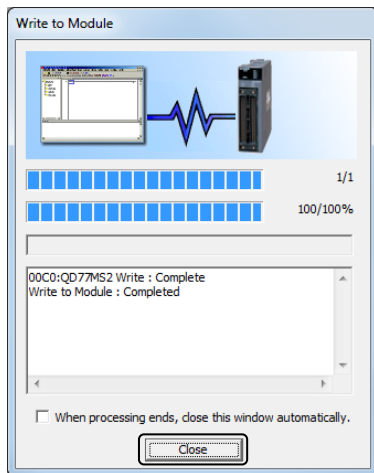 Write to Module
1/1
100/100%
00C0:QD77MS2 Write : Complete
Write to Module : Completed
When processing ends, close this window automatically.
Close